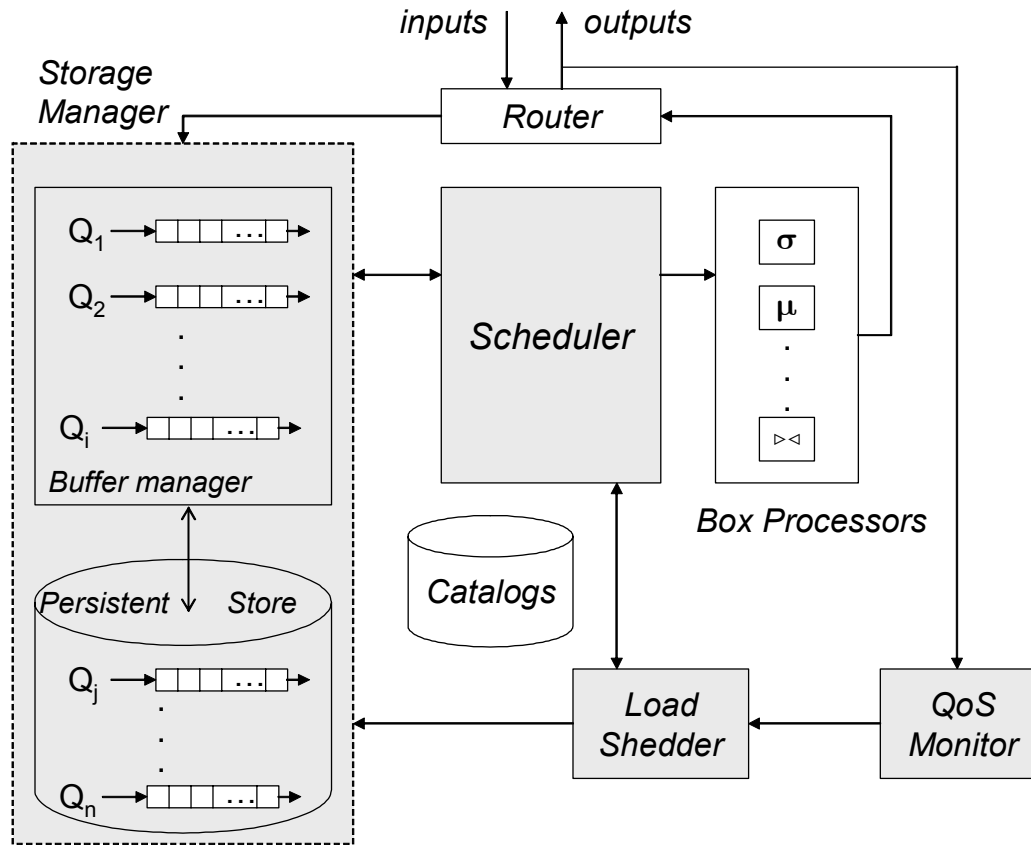 inputs
outputs
Storage
Manager
Router
Q1
...
Q2
...
Qi
...
Buffer manager
Scheduler
σ
μ
▷◁
Box Processors
Persistent Store
Catalogs
Qj
...
Qn
...
Load
Shedder
QoS
Monitor